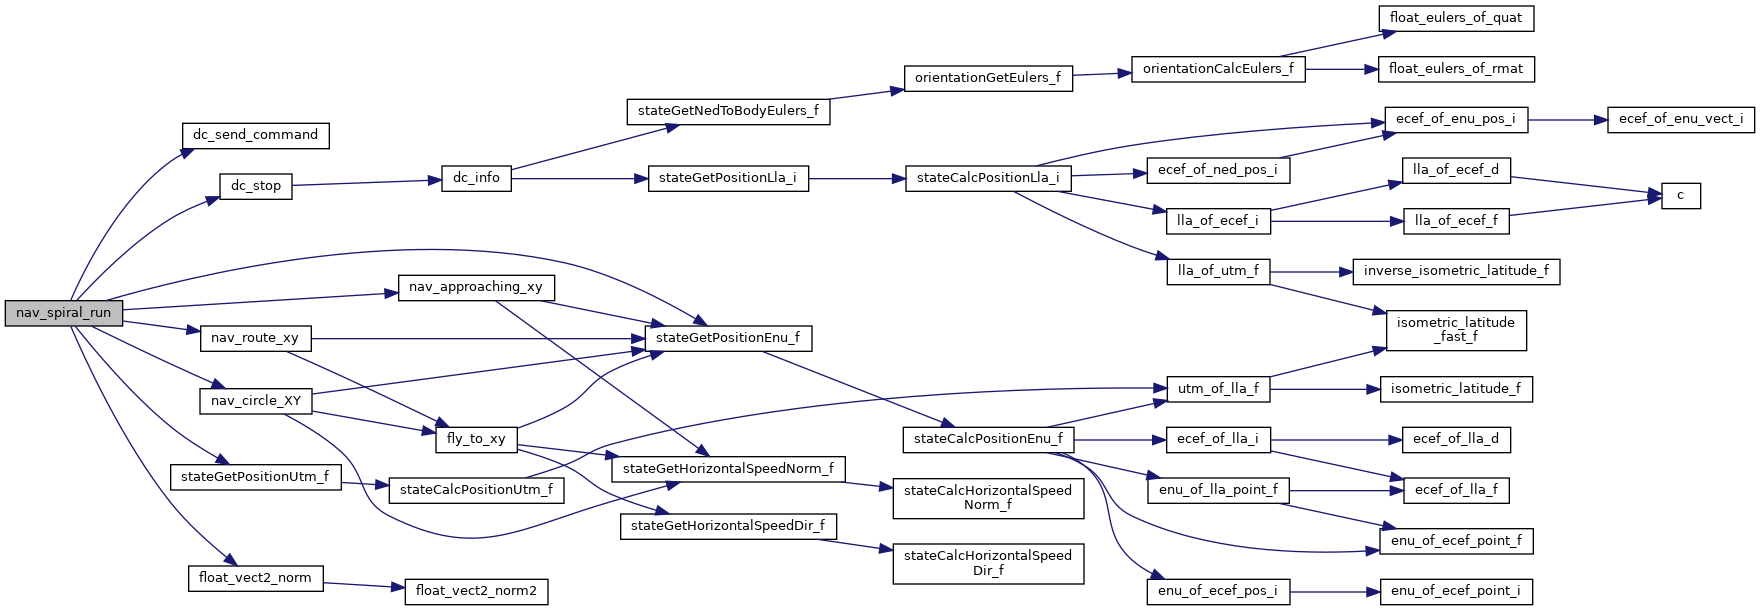 nav_spiral_run
dc_send_command
dc_stop
nav_route_xy
nav_circle_XY
stateGetPositionUtm_f
float_vect2_norm
dc_info
nav_approaching_xy
fly_to_xy
stateCalcPositionUtm_f
float_vect2_norm2
stateGetNedToBodyEulers_f
stateGetPositionLla_i
stateGetPositionEnu_f
stateGetHorizontalSpeedNorm_f
stateGetHorizontalSpeedDir_f
orientationGetEulers_f
stateCalcPositionLla_i
stateCalcPositionEnu_f
stateCalcHorizontalSpeed
Norm_f
stateCalcHorizontalSpeed
Dir_f
orientationCalcEulers_f
ecef_of_ned_pos_i
lla_of_ecef_i
lla_of_utm_f
utm_of_lla_f
ecef_of_lla_i
enu_of_lla_point_f
enu_of_ecef_pos_i
float_eulers_of_quat
float_eulers_of_rmat
ecef_of_enu_pos_i
lla_of_ecef_d
lla_of_ecef_f
inverse_isometric_latitude_f
isometric_latitude
_fast_f
isometric_latitude_f
ecef_of_lla_d
ecef_of_lla_f
enu_of_ecef_point_f
enu_of_ecef_point_i
ecef_of_enu_vect_i
c